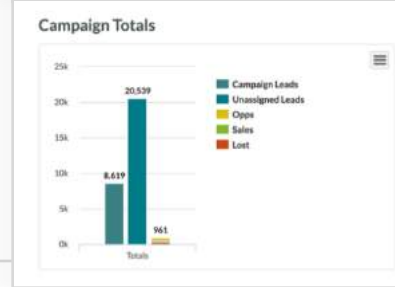 Campaign Totals
25k
20k
15k
10k
5k
0k
20,539
8,619
961
Totals
Campaign Leads
Unassigned Leads
Opps
Sales
Lost